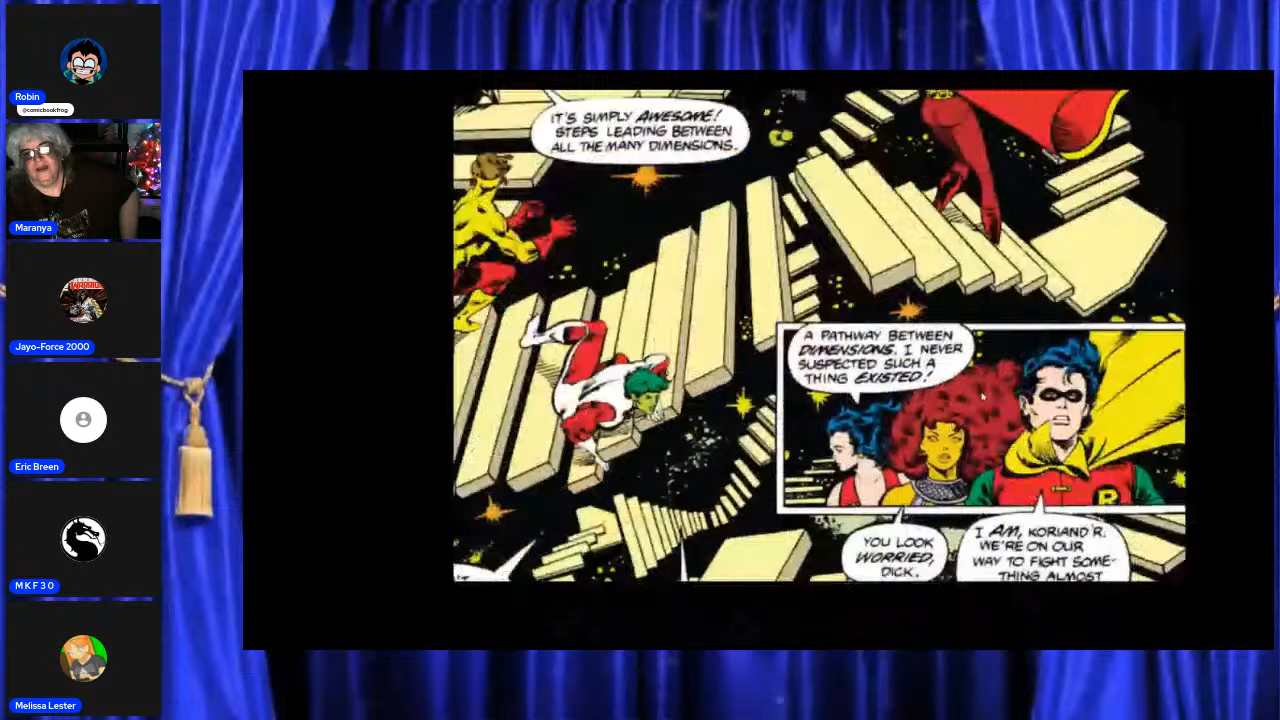 Robin
@comicbookfrog
Maranya
Jayo-Force 2000
Eric Breen
MKF30
Melissa Lester
IT'S SIMPLY AWESOME!
STEPS LEADING BETWEEN
ALL THE MANY DIMENSIONS.
A PATHWAY BETWEEN
DIMENSIONS. I NEVER
SUSPECTED SUCH A
THING EXISTED!
R
YOU LOOK
WORRIED,
DICK.
I AM, KORIAND'R.
WE'RE ON OUR
WAY TO FIGHT SOME-
THING ALMOST